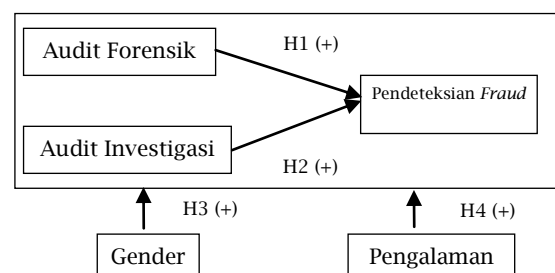 Audit Forensik
H1 (+)
Pendeteksian Fraud
Audit Investigasi
H2 (+)
H3 (+)
H4 (+)
Gender
Pengalaman